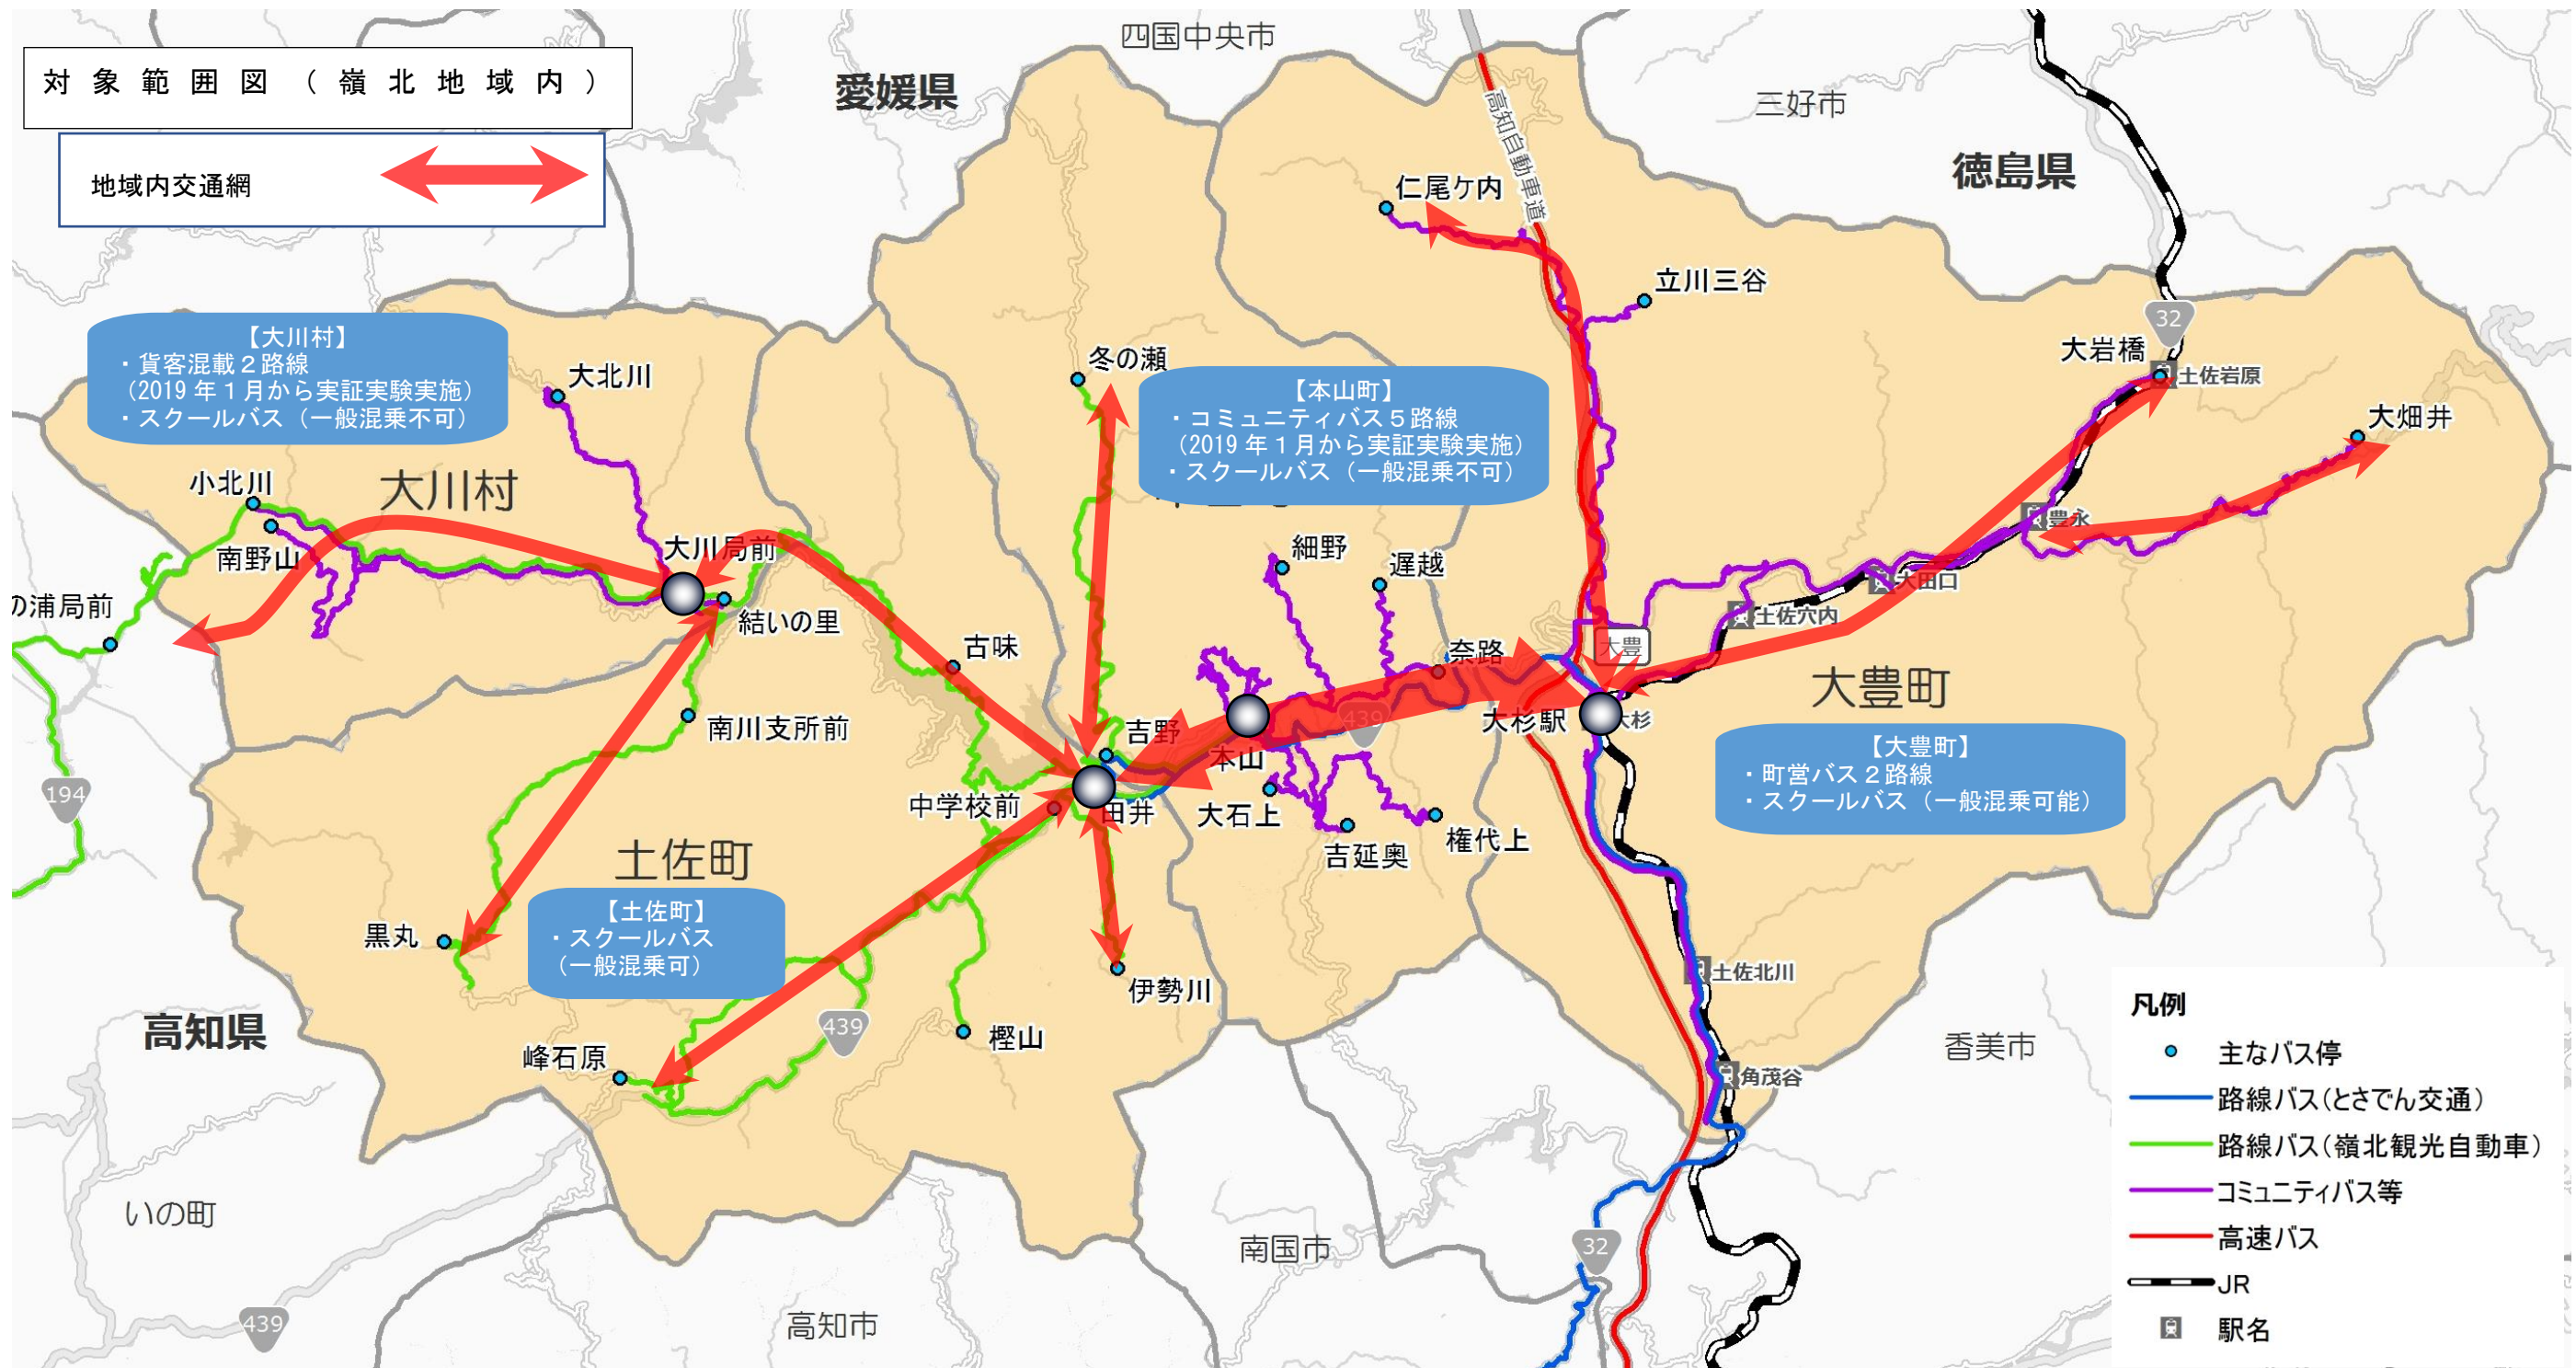 対象範囲図（嶺北地域内）
地域内交通網
四国中央市
愛媛県
高知自動車道
三好市
徳島県
仁尾ケ内
立川三谷
32
大岩橋
土佐岩原
大畑井
豊永
大田口
土佐穴内
【大川村】
・貨客混載２路線
（2019年１月から実証実験実施）
・スクールバス（一般混乗不可）
大北川
冬の瀬
【本山町】
・コミュニティバス５路線
（2019年１月から実証実験実施）
・スクールバス（一般混乗不可）
小北川
大川村
南野山
大川局前
結いの里
の浦局前
細野
遅越
古味
奈路
大豊
大豊町
南川支所前
吉野
本山
439
大杉駅
大杉
194
中学校前
田井
大石上
吉延奥
権代上
【大豊町】
・町営バス２路線
・スクールバス（一般混乗可能）
土佐町
【土佐町】
・スクールバス
（一般混乗可）
黒丸
伊勢川
樫山
439
峰石原
高知県
土佐北川
角茂谷
香美市
いの町
439
高知市
南国市
32
凡例
主なバス停
路線バス（とさでん交通）
路線バス（嶺北観光自動車）
コミュニティバス等
高速バス
JR
駅名